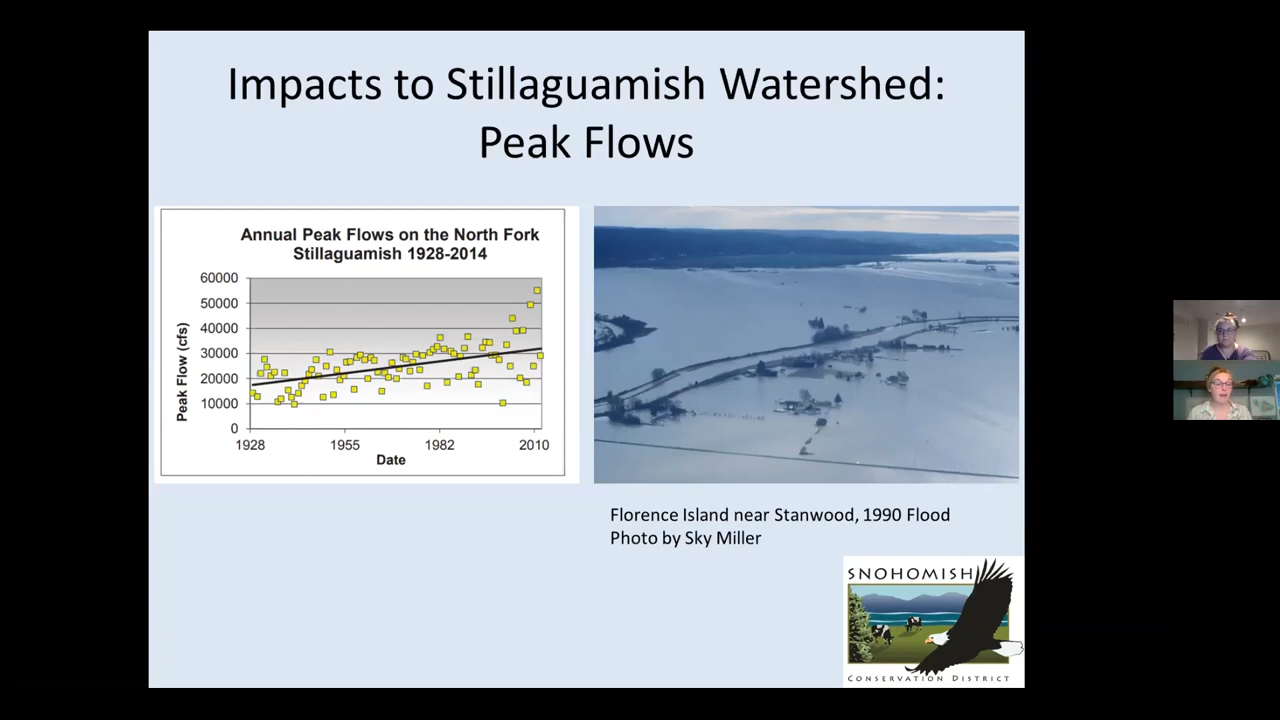 Impacts to Stillaguamish Watershed:
Peak Flows
Annual Peak Flows on the North Fork
Stillaguamish 1928-2014
60000
50000
40000
30000
20000
10000
0
Peak Flow (cfs)
1928 1955 1982 2010
Date
Florence Island near Stanwood, 1990 Flood
Photo by Sky Miller
SNOHOMISH
CONSERVATION DISTRICT